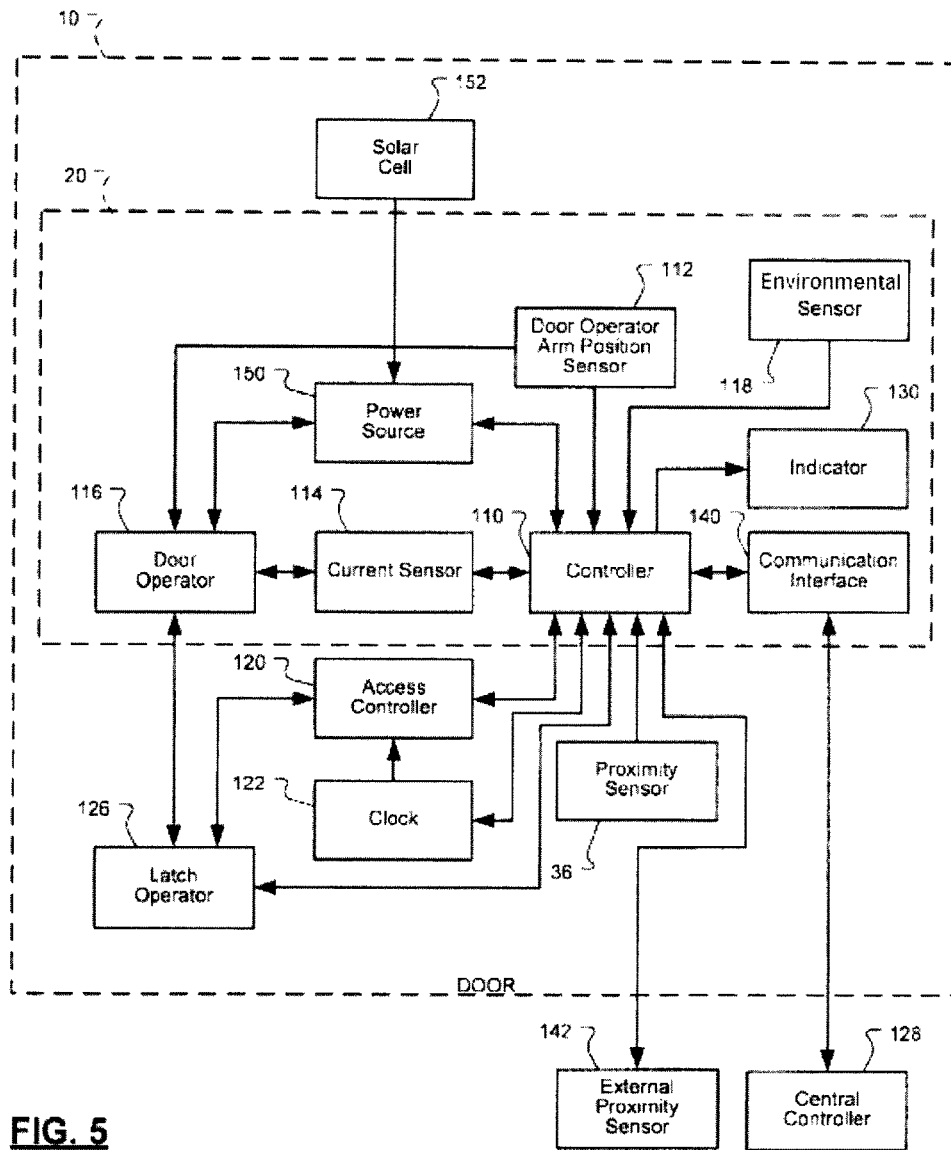 10
152
Solar
Cell
20
112
Environmental
Sensor
Door Operator
Arm Position
Sensor
118
150
130
Power
Source
Indicator
116
114
110
140
Door
Operator
Current Sensor
Controller
Communication
Interface
120
Access
Controller
Proximity
Sensor
122
Clock
126
36
Latch
Operator
DOOR
142
128
External
Proximity
Sensor
Central
Controller
FIG. 5